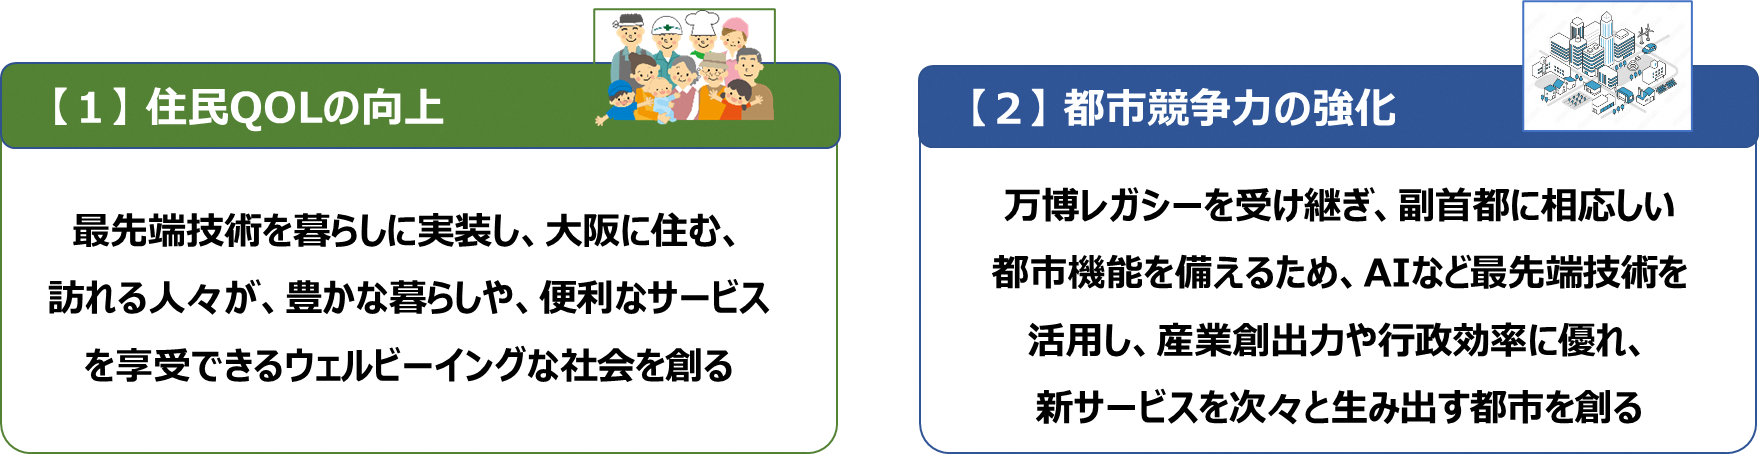 【1】住民QOLの向上
最先端技術を暮らしに実装し、大阪に住む、
訪れる人々が、豊かな暮らしや、便利なサービス
を享受できるウェルビーイングな社会を創る
【2】都市競争力の強化
万博レガシーを受け継ぎ、副首都に相応しい
都市機能を備えるため、AIなど最先端技術を
活用し、産業創出力や行政効率に優れ、
新サービスを次々と生み出す都市を創る